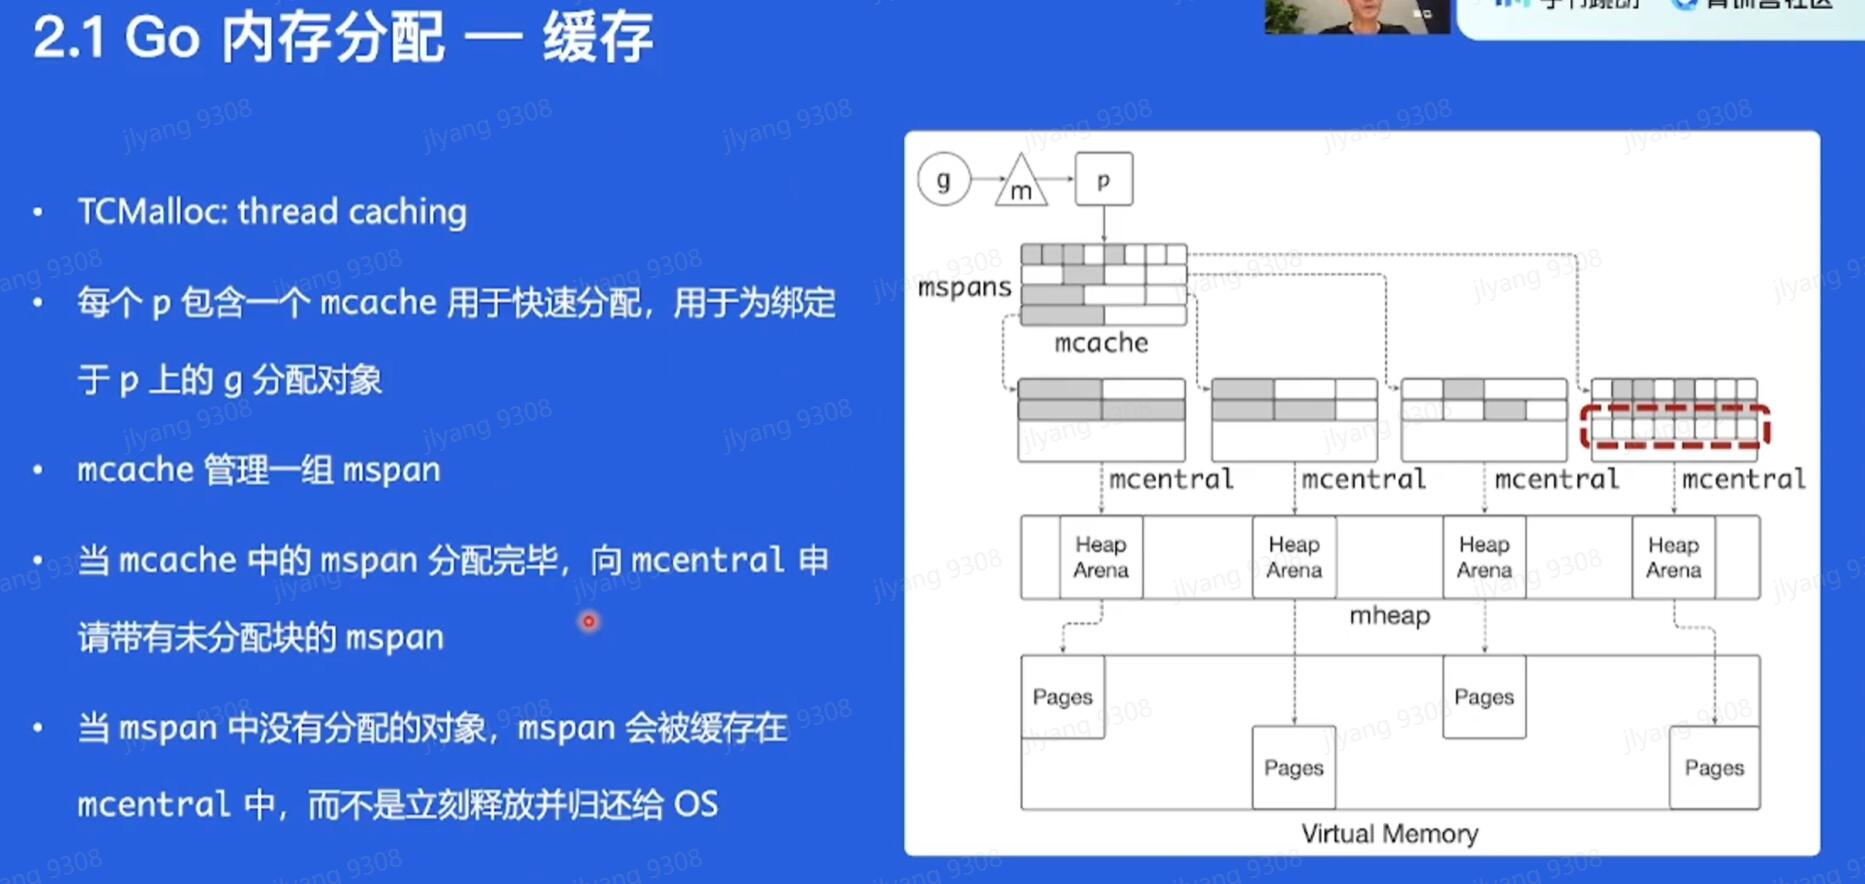 2.1 Go 内存分配 — 缓存
• TCMalloc: thread caching
• 每个 p 包含一个 mcache 用于快速分配，用于为绑定
于 p 上的 g 分配对象
• mcache 管理一组 mspan
• 当 mcache 中的 mspan 分配完毕，向 mcentral 申
请带有未分配块的 mspan
• 当 mspan 中没有分配的对象，mspan 会被缓存在
mcentral 中，而不是立刻释放并归还给 OS
g m p
mspans
mcache
mcentral mcentral mcentral mcentral
Heap Arena Heap Arena Heap Arena Heap Arena
mheap
Pages Pages
Pages Pages
Virtual Memory
jlyang 9308